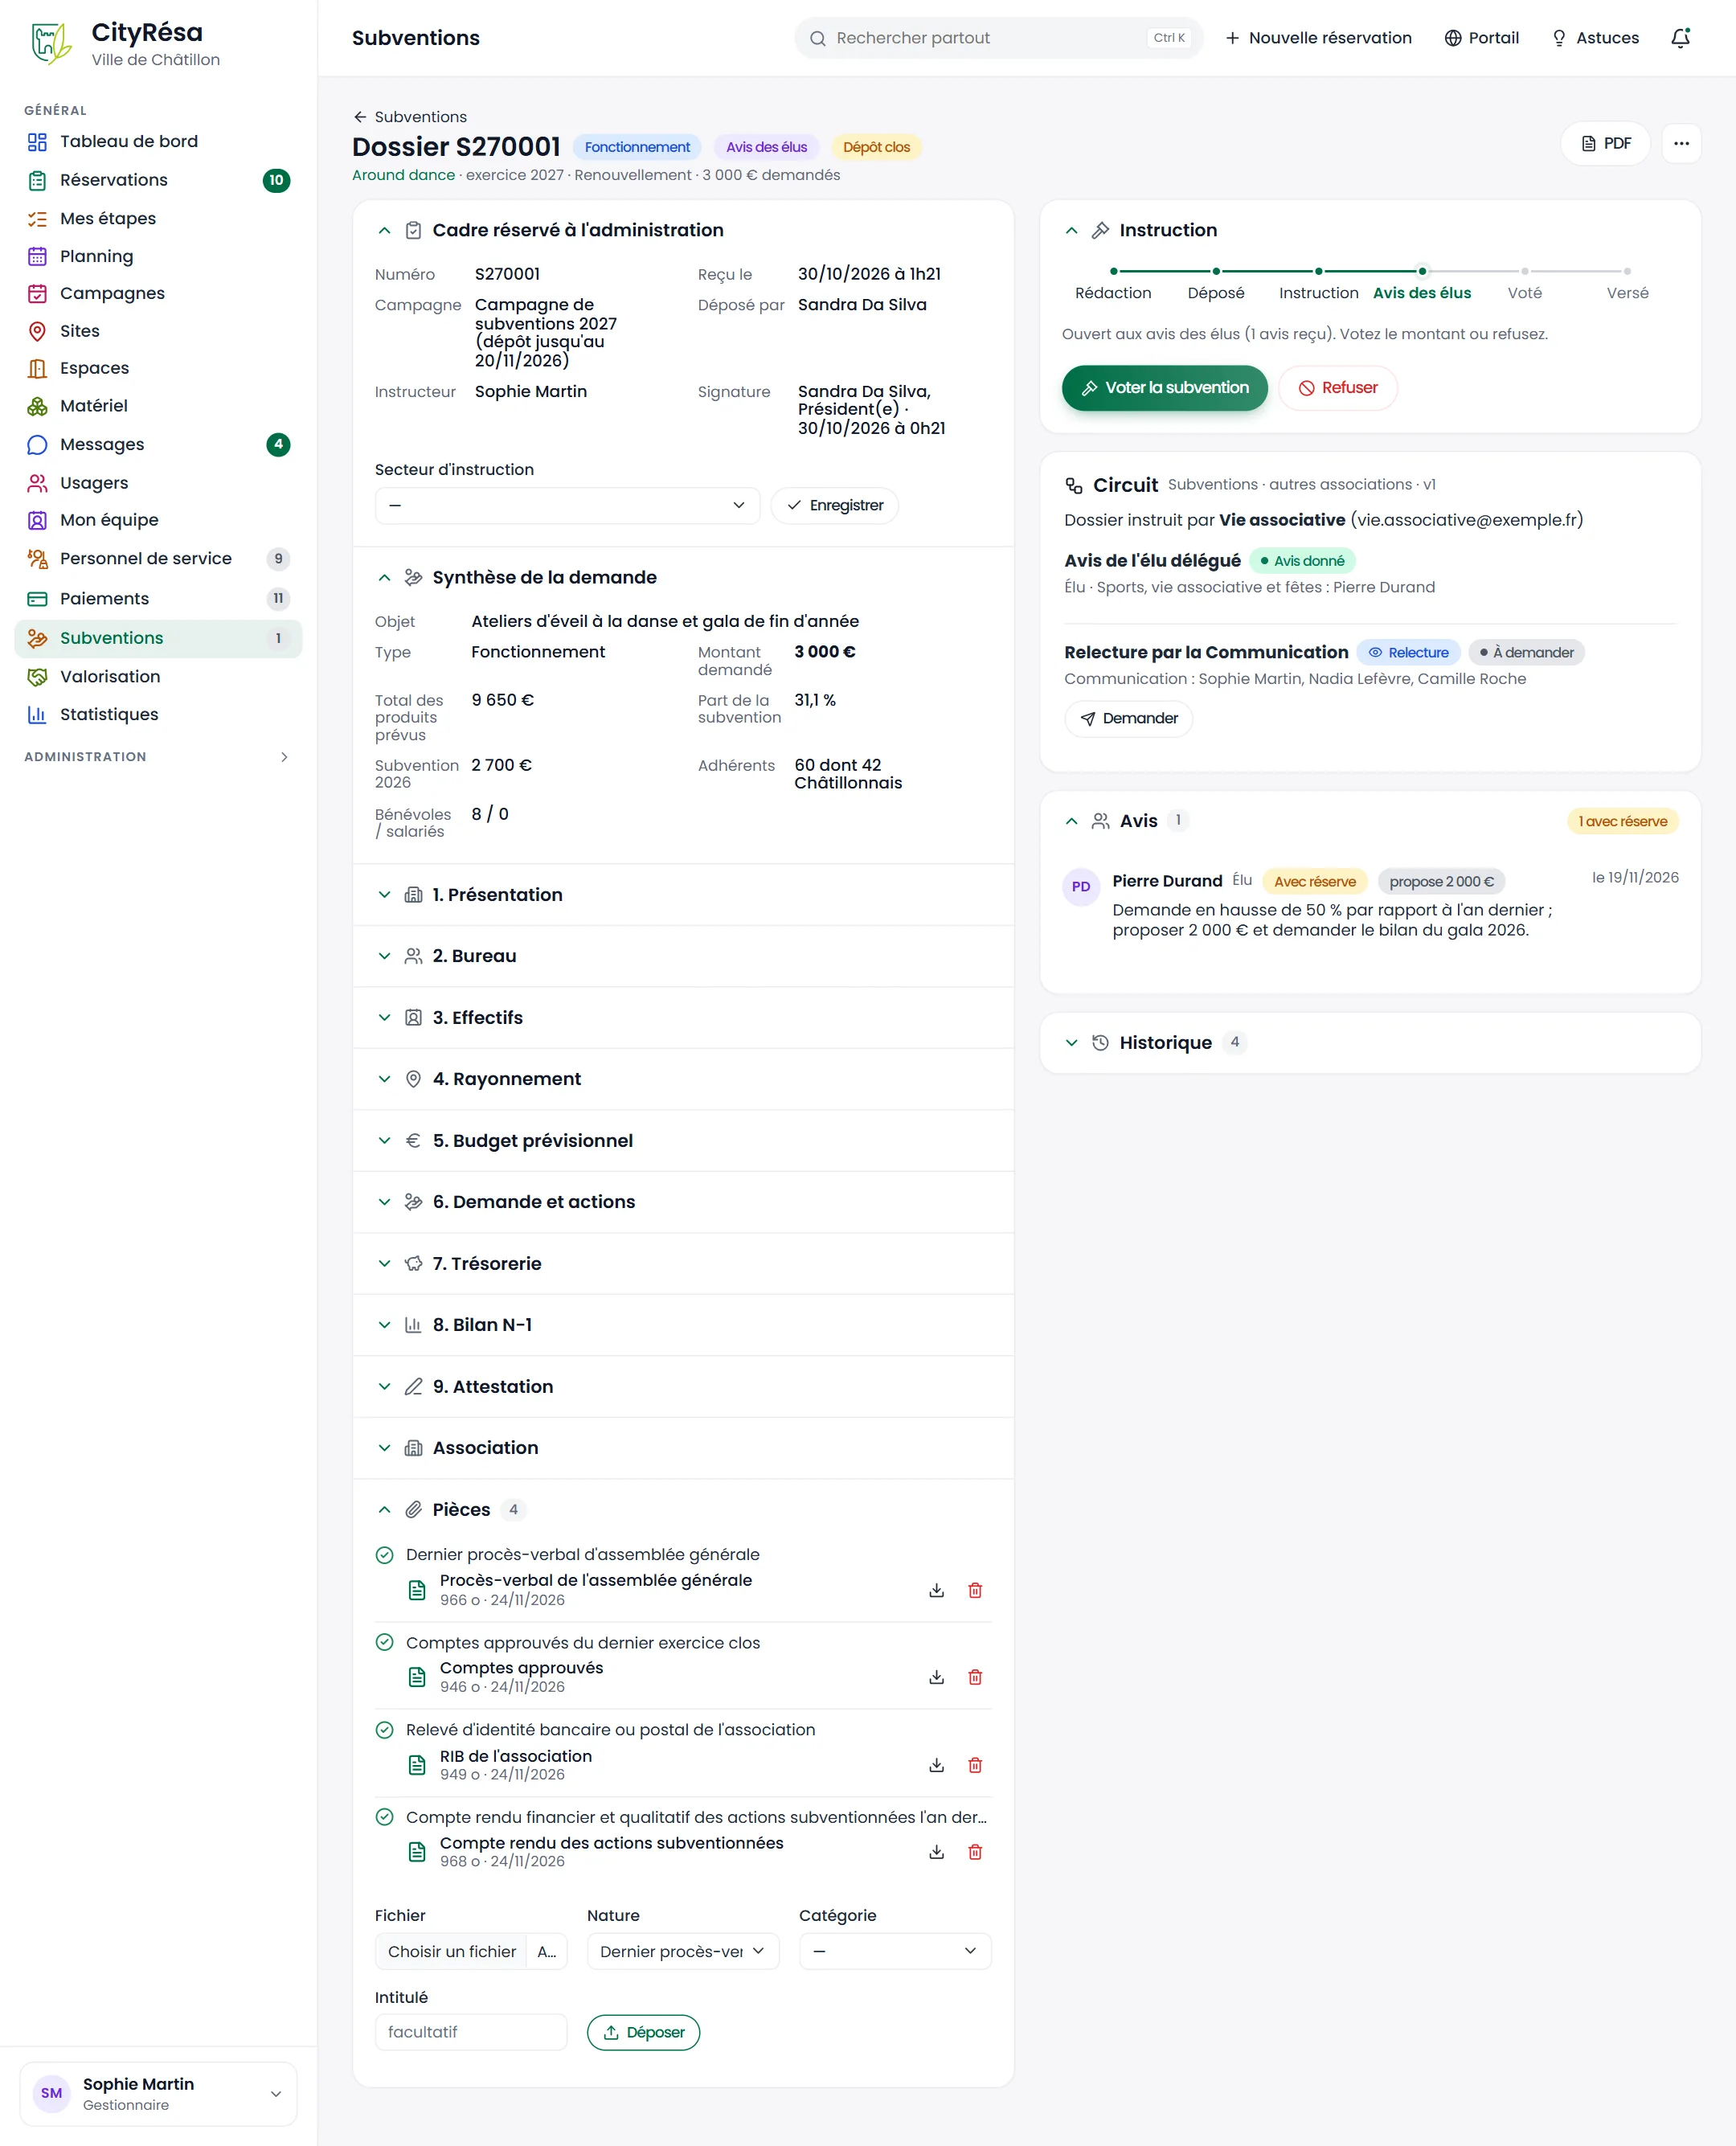 CityRésa
Ville de Châtillon
GÉNÉRAL
Tableau de bord
Réservations 10
Mes étapes
Planning
Campagnes
Sites
Espaces
Matériel
Messages 4
Usagers
Mon équipe
Personnel de service 9
Paiements 11
Subventions 1
Valorisation
Statistiques
ADMINISTRATION
SM
Sophie Martin
Gestionnaire
Subventions
Rechercher partout Ctrl K
Nouvelle réservation
Portail
Astuces
Subventions
Dossier S270001 Fonctionnement Avis des élus Dépôt clos
Around dance · exercice 2027 · Renouvellement · 3 000 € demandés
PDF
Cadre réservé à l'administration
Numéro S270001
Reçu le 30/10/2026 à 1h21
Campagne Campagne de
subventions 2027
(dépôt jusqu'au
20/11/2026)
Déposé par Sandra Da Silva
Instructeur Sophie Martin
Signature Sandra Da Silva,
Président(e) ·
30/10/2026 à 0h21
Secteur d'instruction
—
Enregistrer
Synthèse de la demande
Objet Ateliers d'éveil à la danse et gala de fin d'année
Type Fonctionnement
Montant
demandé
3 000 €
Total des
produits
prévus
9 650 €
Part de la
subvention
31,1 %
Subvention
2026
2 700 €
Adhérents 60 dont 42
Châtillonnais
Bénévoles
/ salariés
8 / 0
1. Présentation
2. Bureau
3. Effectifs
4. Rayonnement
5. Budget prévisionnel
6. Demande et actions
7. Trésorerie
8. Bilan N-1
9. Attestation
Association
Pièces 4
Dernier procès-verbal d'assemblée générale
Procès-verbal de l'assemblée générale
966 o · 24/11/2026
Comptes approuvés du dernier exercice clos
Comptes approuvés
946 o · 24/11/2026
Relevé d'identité bancaire ou postal de l'association
RIB de l'association
949 o · 24/11/2026
Compte rendu financier et qualitatif des actions subventionnées l'an der...
Compte rendu des actions subventionnées
968 o · 24/11/2026
Fichier
Choisir un fichier A...
Nature
Dernier procès-ver
Catégorie
—
Intitulé
facultatif
Déposer
Instruction
Rédaction Déposé Instruction Avis des élus Voté Versé
Ouvert aux avis des élus (1 avis reçu). Votez le montant ou refusez.
Voter la subvention
Refuser
Circuit Subventions · autres associations · v1
Dossier instruit par Vie associative (vie.associative@exemple.fr)
Avis de l'élu délégué Avis donné
Élu · Sports, vie associative et fêtes : Pierre Durand
Relecture par la Communication Relecture À demander
Communication : Sophie Martin, Nadia Lefèvre, Camille Roche
Demander
Avis 1
1 avec réserve
PD
Pierre Durand Élu Avec réserve propose 2 000 € le 19/11/2026
Demande en hausse de 50 % par rapport à l'an dernier ;
proposer 2 000 € et demander le bilan du gala 2026.
Historique 4